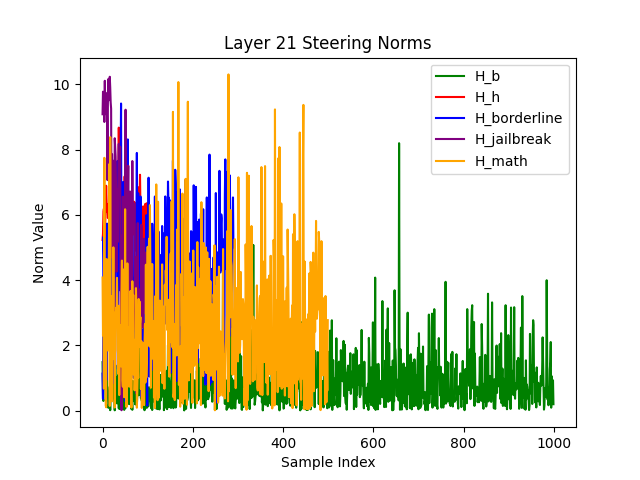 Layer 21 Steering Norms
H_b
H_h
H_borderline
H_jailbreak
H_math
Norm Value
10
8
6
4
2
0
0 200 400 600 800 1000
Sample Index